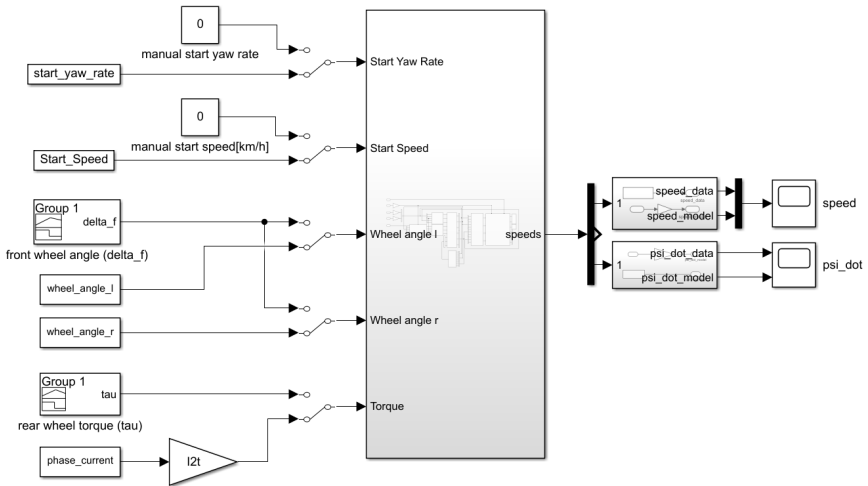 0
manual start yaw rate
start_yaw_rate
Start Yaw Rate
0
manual start speed[km/h]
Start_Speed
Start Speed
Group 1
delta_f
front wheel angle (delta_f)
wheel_angle_l
Wheel angle l
wheel_angle_r
Wheel angle r
Group 1
tau
rear wheel torque (tau)
phase_current
I2t
Torque
speeds
1
speed_data
speed_data
speed_model
speed
1
psi_dot_data
psi_dot_model
psi_dot